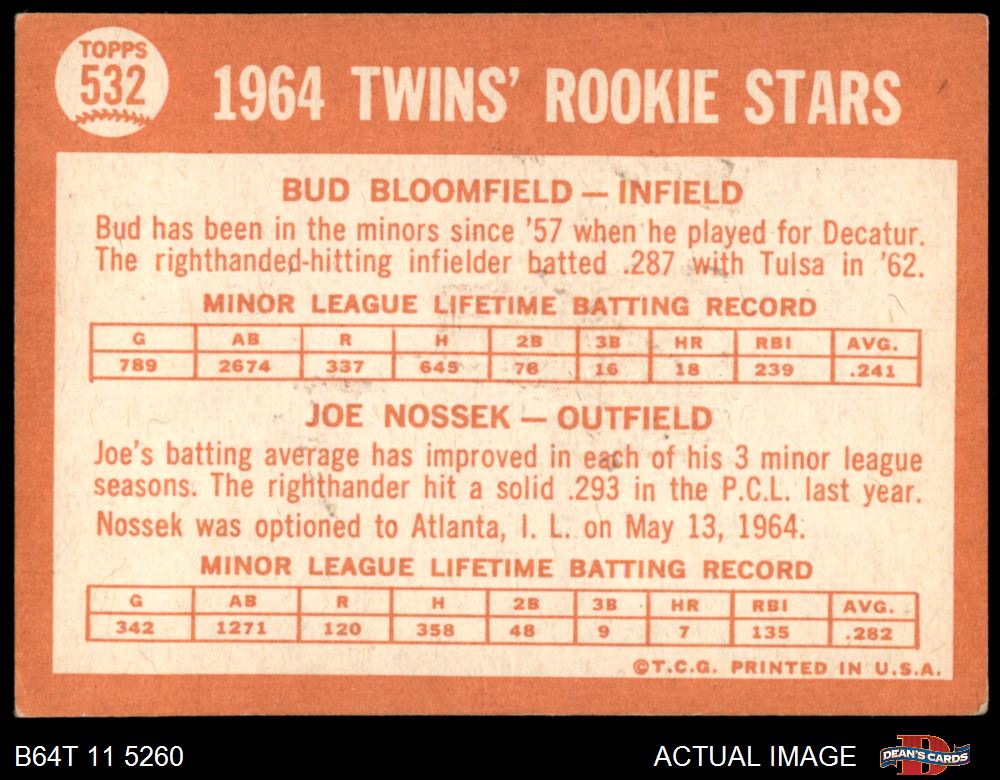 TOPPS
532
1964 TWINS' ROOKIE STARS
BUD BLOOMFIELD — INFIELD
Bud has been in the minors since '57 when he played for Decatur.
The righthanded-hitting infielder batted .287 with Tulsa in '62.
MINOR LEAGUE LIFETIME BATTING RECORD
G AB R H 2B 3B HR RBI AVG.
789 2674 337 645 78 16 18 239 .241
JOE NOSSEK — OUTFIELD
Joe's batting average has improved in each of his 3 minor league
seasons. The righthander hit a solid .293 in the P.C.L. last year.
Nossek was optioned to Atlanta, I. L. on May 13, 1964.
MINOR LEAGUE LIFETIME BATTING RECORD
G AB R H 2B 3B HR RBI AVG.
342 1271 120 358 48 9 7 135 .282
©T.C.G. PRINTED IN U.S.A.
B64T 11 5260
ACTUAL IMAGE
DEAN'S CARDS